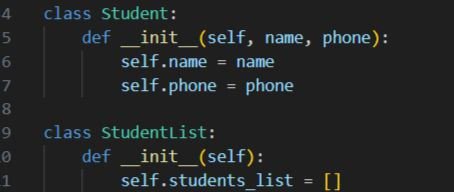 4 class Student:
5     def __init__(self, name, phone):
6         self.name = name
7         self.phone = phone
8
9 class StudentList:
0     def __init__(self):
1         self.students_list = []